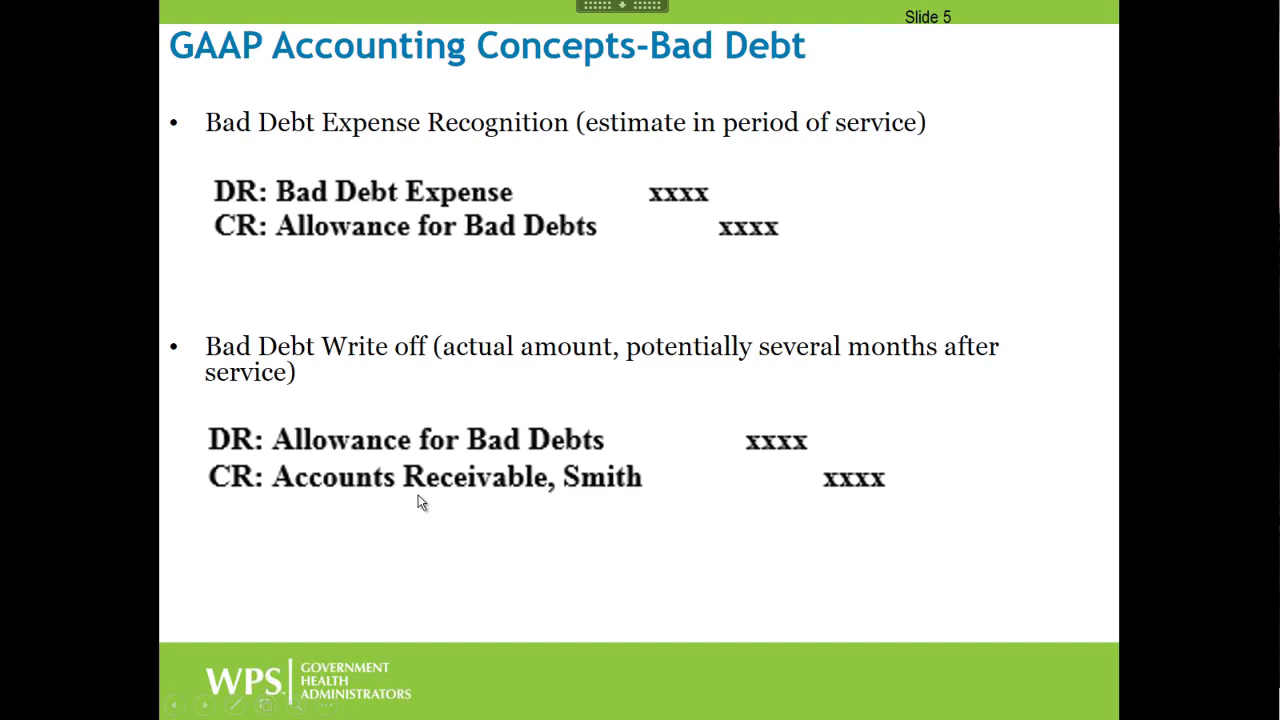 Slide 5
GAAP Accounting Concepts-Bad Debt
• Bad Debt Expense Recognition (estimate in period of service)
DR: Bad Debt Expense xxxx
CR: Allowance for Bad Debts xxxx
• Bad Debt Write off (actual amount, potentially several months after
service)
DR: Allowance for Bad Debts xxxx
CR: Accounts Receivable, Smith xxxx
WPS
GOVERNMENT
HEALTH
ADMINISTRATORS